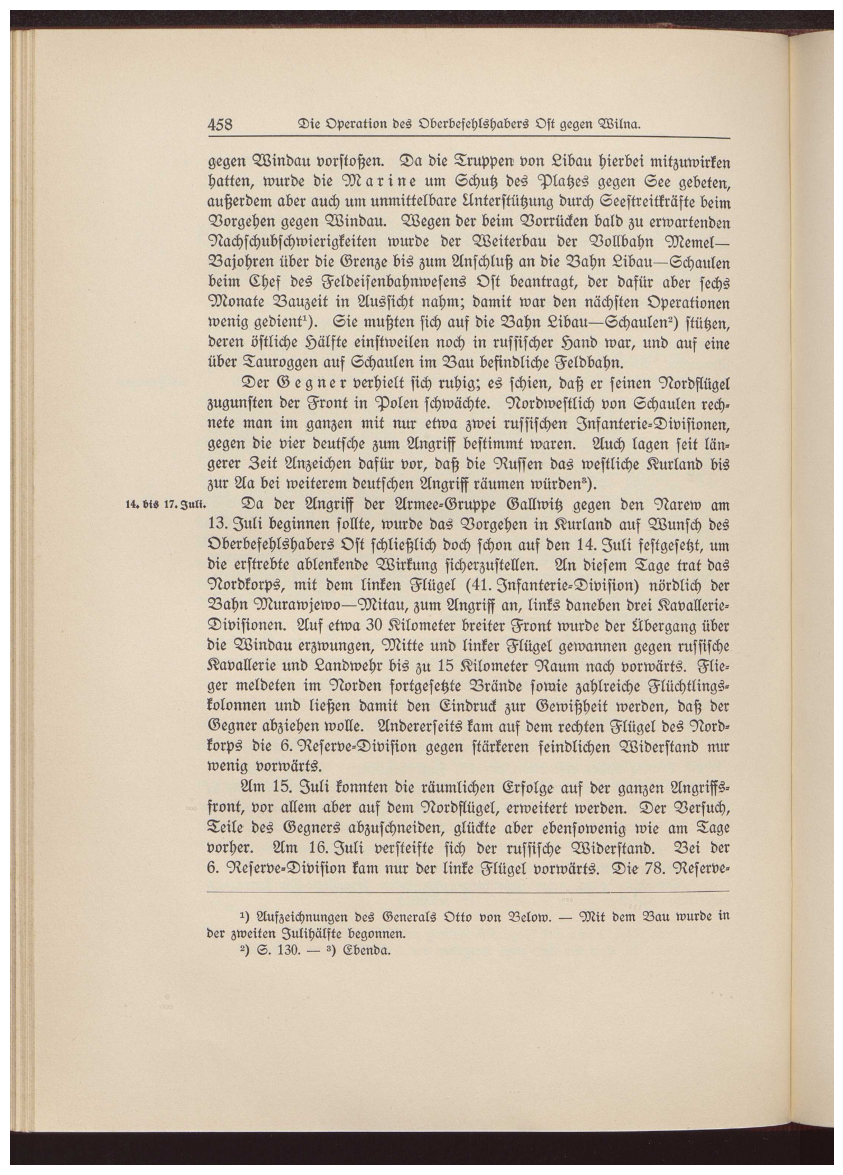 458 Die Operation des Oberbefehlshabers Ost gegen Wilna.
gegen Windau vorstoßen. Da die Truppen von Libau hierbei mitzuwirken
hatten, wurde die Marine um Schutz des Platzes gegen See gebeten,
außerdem aber auch um unmittelbare Unterstützung durch Seestreitkräfte beim
Vorgehen gegen Windau. Wegen der beim Vorrücken bald zu erwartenden
Nachschubschwierigkeiten wurde der Weiterbau der Vollbahn Memel—
Bajohren über die Grenze bis zum Anschluß an die Bahn Libau—Schaulen
beim Chef des Feldeisenbahnwesens Ost beantragt, der dafür aber sechs
Monate Bauzeit in Aussicht nahm; damit war den nächsten Operationen
wenig gedient¹). Sie mußten sich auf die Bahn Libau—Schaulen²) stützen,
deren östliche Hälfte einstweilen noch in russischer Hand war, und auf eine
über Tauroggen auf Schaulen im Bau befindliche Feldbahn.
Der Gegner verhielt sich ruhig; es schien, daß er seinen Nordflügel
zugunsten der Front in Polen schwächte. Nordwestlich von Schaulen rech-
nete man im ganzen mit nur etwa zwei russischen Infanterie-Divisionen,
gegen die vier deutsche zum Angriff bestimmt waren. Auch lagen seit län-
gerer Zeit Anzeichen dafür vor, daß die Russen das westliche Kurland bis
zur Aa bei weiterem deutschen Angriff räumen würden³).
14. bis 17. Juli. Da der Angriff der Armee-Gruppe Gallwitz gegen den Narew am
13. Juli beginnen sollte, wurde das Vorgehen in Kurland auf Wunsch des
Oberbefehlshabers Ost schließlich doch schon auf den 14. Juli festgesetzt, um
die erstrebte ablenkende Wirkung sicherzustellen. An diesem Tage trat das
Nordkorps, mit dem linken Flügel (41. Infanterie-Division) nördlich der
Bahn Murawjewo—Mitau, zum Angriff an, links daneben drei Kavallerie-
Divisionen. Auf etwa 30 Kilometer breiter Front wurde der Übergang über
die Windau erzwungen, Mitte und linker Flügel gewannen gegen russische
Kavallerie und Landwehr bis zu 15 Kilometer Raum nach vorwärts. Flie-
ger meldeten im Norden fortgesetzte Brände sowie zahlreiche Flüchtlings-
kolonnen und ließen damit den Eindruck zur Gewißheit werden, daß der
Gegner abziehen wolle. Andererseits kam auf dem rechten Flügel des Nord-
korps die 6. Reserve-Division gegen stärkeren feindlichen Widerstand nur
wenig vorwärts.
Am 15. Juli konnten die räumlichen Erfolge auf der ganzen Angriffs-
front, vor allem aber auf dem Nordflügel, erweitert werden. Der Versuch,
Teile des Gegners abzuschneiden, glückte aber ebensowenig wie am Tage
vorher. Am 16. Juli versteifte sich der russische Widerstand. Bei der
6. Reserve-Division kam nur der linke Flügel vorwärts. Die 78. Reserve-
¹) Aufzeichnungen des Generals Otto von Below. — Mit dem Bau wurde in
der zweiten Julihälfte begonnen.
²) S. 130. — ³) Ebenda.